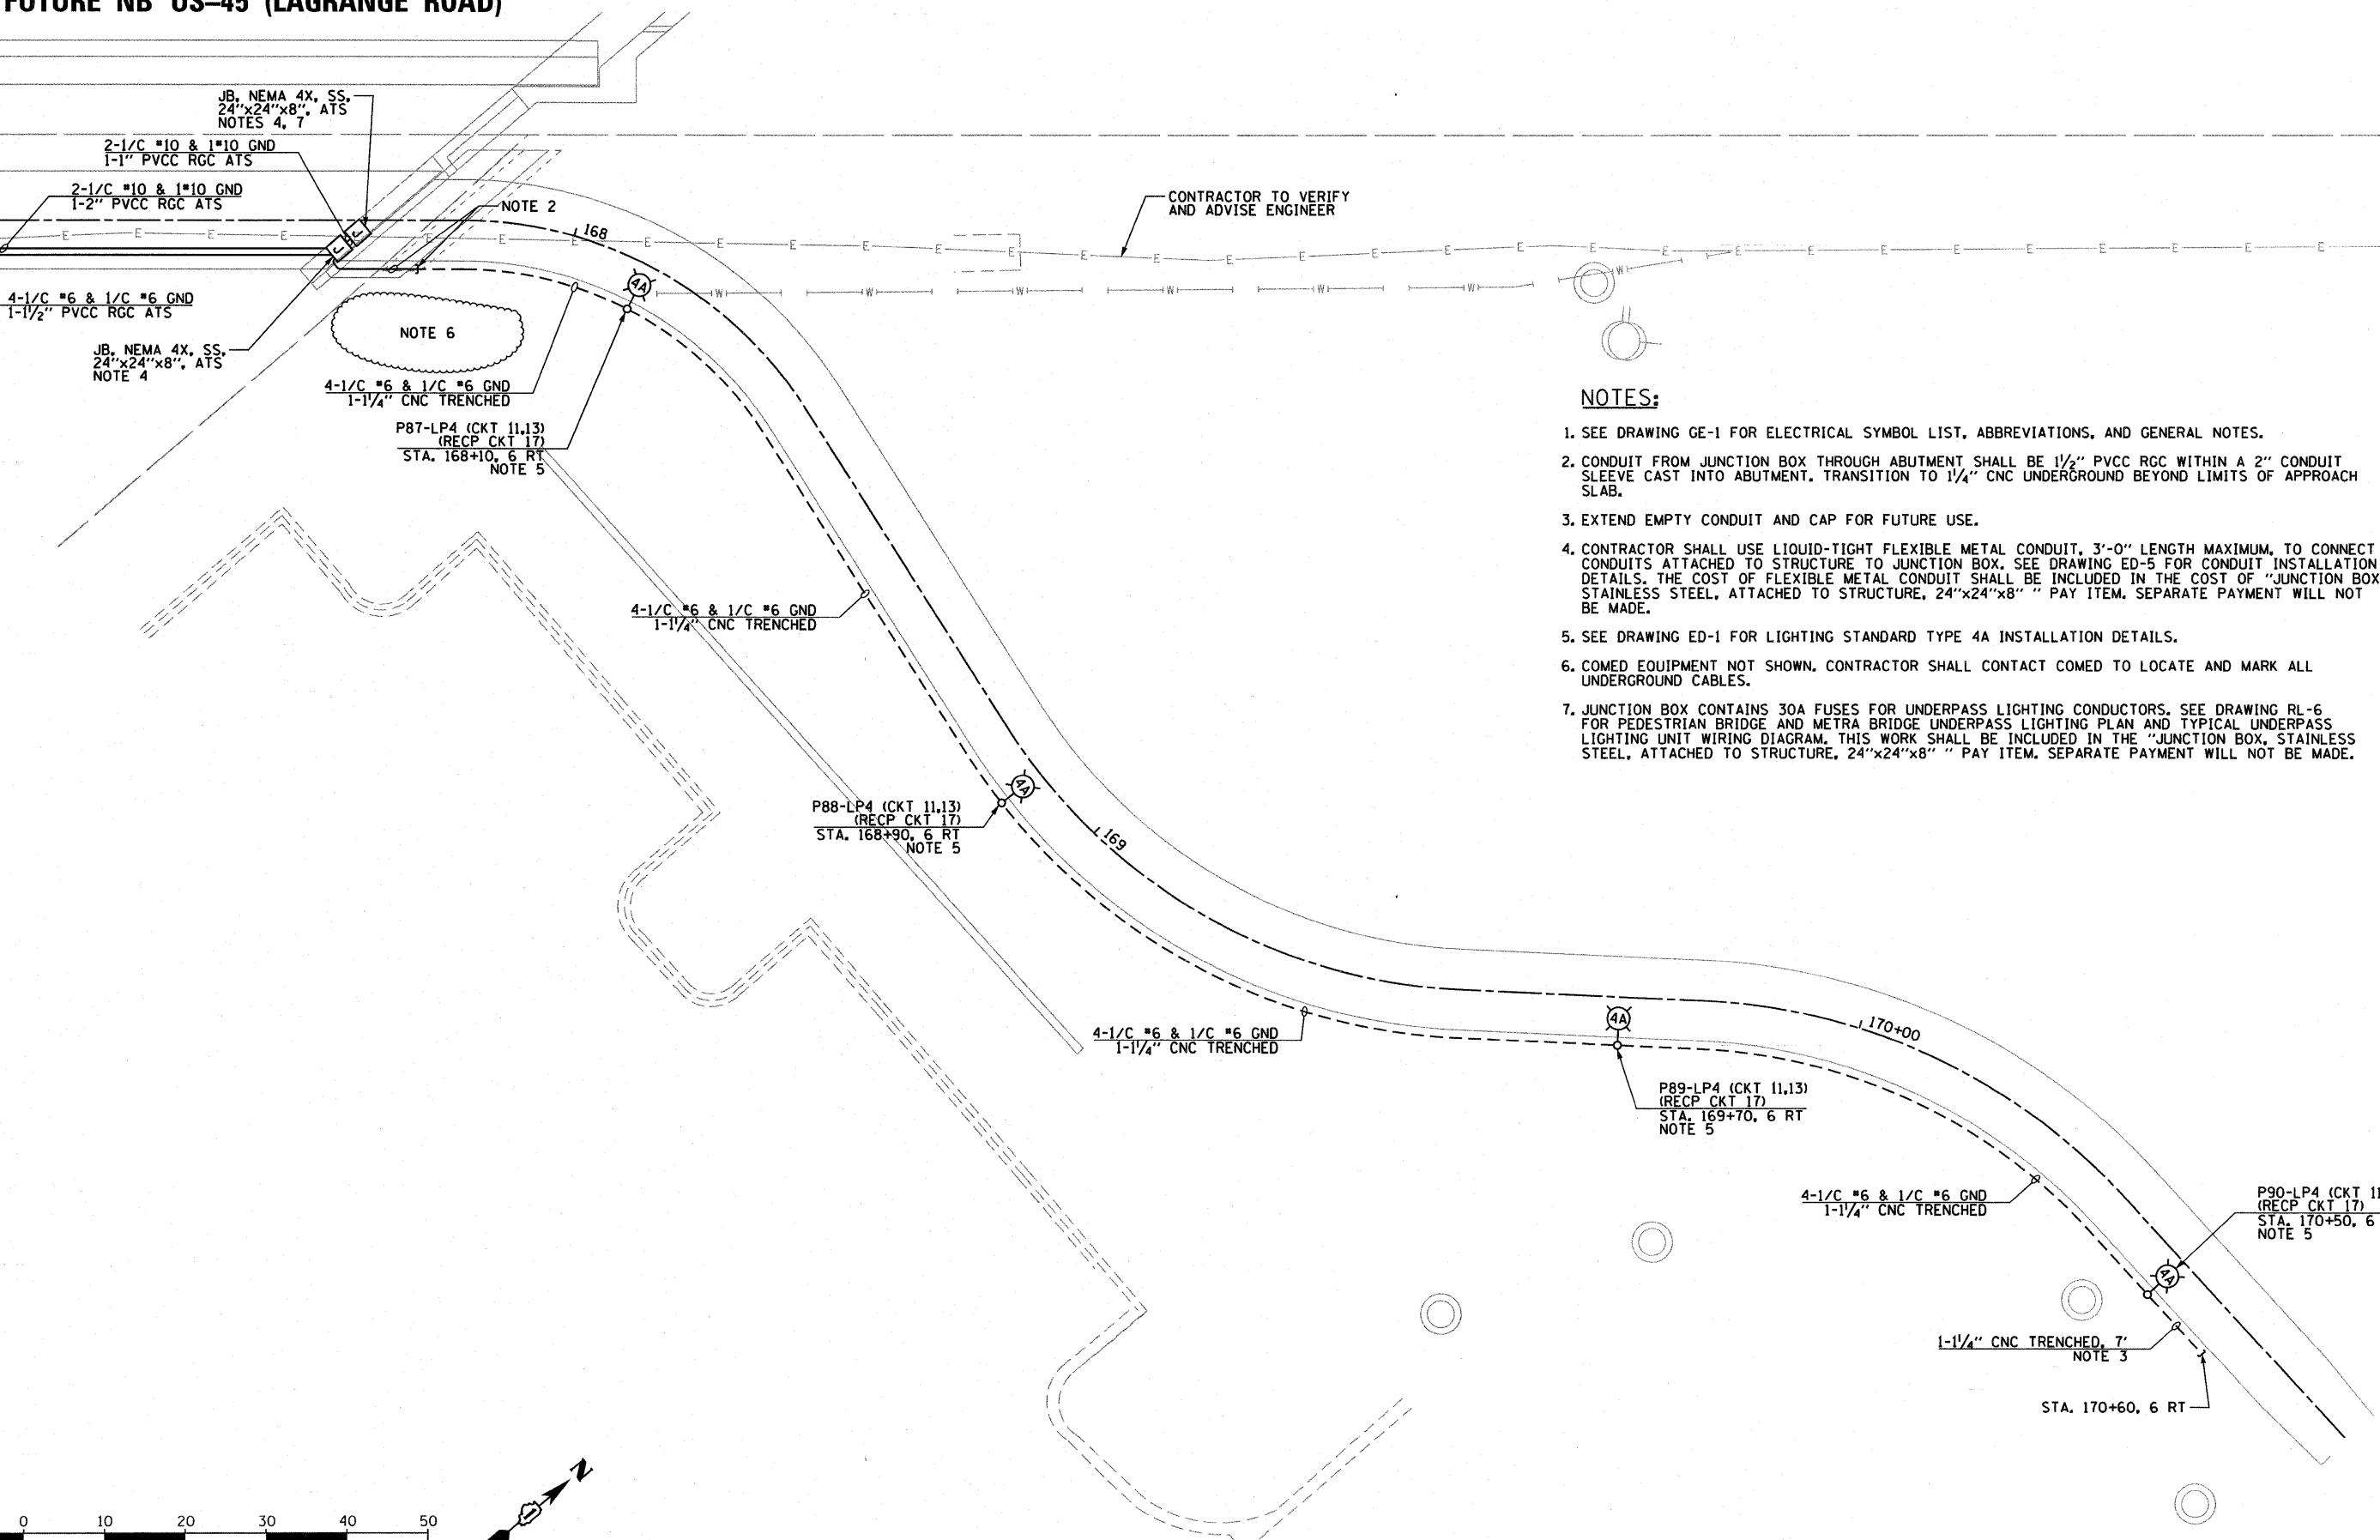 FUTURE NB US–45 (LAGRANGE ROAD)
JB, NEMA 4X, SS,
24"x24"x8", ATS
NOTES 4, 7
2-1/C #10 & 1#10 GND
1-1" PVCC RGC ATS
2-1/C #10 & 1#10 GND
1-2" PVCC RGC ATS
4-1/C #6 & 1/C #6 GND
1-1 1/2" PVCC RGC ATS
JB, NEMA 4X, SS,
24"x24"x8", ATS
NOTE 4
NOTE 2
168
CONTRACTOR TO VERIFY
AND ADVISE ENGINEER
E E E E E E E E E E E E E E E E E E E E E E E E E E E E E E E E
W W W W W W W
4A
NOTE 6
4-1/C #6 & 1/C #6 GND
1-1 1/4" CNC TRENCHED
P87-LP4 (CKT 11,13)
(RECP CKT 17)
STA. 168+10, 6 RT
NOTE 5
4-1/C #6 & 1/C #6 GND
1-1 1/4" CNC TRENCHED
4A
P88-LP4 (CKT 11,13)
(RECP CKT 17)
STA. 168+90, 6 RT
NOTE 5
169
4-1/C #6 & 1/C #6 GND
1-1 1/4" CNC TRENCHED
4A
P89-LP4 (CKT 11,13)
(RECP CKT 17)
STA. 169+70, 6 RT
NOTE 5
170+00
4-1/C #6 & 1/C #6 GND
1-1 1/4" CNC TRENCHED
P90-LP4 (CKT 11
(RECP CKT 17)
STA. 170+50, 6
NOTE 5
4A
1-1 1/4" CNC TRENCHED, 7'
NOTE 3
STA. 170+60, 6 RT
NOTES:
1. SEE DRAWING GE-1 FOR ELECTRICAL SYMBOL LIST, ABBREVIATIONS, AND GENERAL NOTES.
2. CONDUIT FROM JUNCTION BOX THROUGH ABUTMENT SHALL BE 1 1/2" PVCC RGC WITHIN A 2" CONDUIT
SLEEVE CAST INTO ABUTMENT. TRANSITION TO 1 1/4" CNC UNDERGROUND BEYOND LIMITS OF APPROACH
SLAB.
3. EXTEND EMPTY CONDUIT AND CAP FOR FUTURE USE.
4. CONTRACTOR SHALL USE LIQUID-TIGHT FLEXIBLE METAL CONDUIT, 3'-0" LENGTH MAXIMUM, TO CONNECT
CONDUITS ATTACHED TO STRUCTURE TO JUNCTION BOX. SEE DRAWING ED-5 FOR CONDUIT INSTALLATION
DETAILS. THE COST OF FLEXIBLE METAL CONDUIT SHALL BE INCLUDED IN THE COST OF "JUNCTION BOX
STAINLESS STEEL, ATTACHED TO STRUCTURE, 24"x24"x8" " PAY ITEM. SEPARATE PAYMENT WILL NOT
BE MADE.
5. SEE DRAWING ED-1 FOR LIGHTING STANDARD TYPE 4A INSTALLATION DETAILS.
6. COMED EQUIPMENT NOT SHOWN. CONTRACTOR SHALL CONTACT COMED TO LOCATE AND MARK ALL
UNDERGROUND CABLES.
7. JUNCTION BOX CONTAINS 30A FUSES FOR UNDERPASS LIGHTING CONDUCTORS. SEE DRAWING RL-6
FOR PEDESTRIAN BRIDGE AND METRA BRIDGE UNDERPASS LIGHTING PLAN AND TYPICAL UNDERPASS
LIGHTING UNIT WIRING DIAGRAM. THIS WORK SHALL BE INCLUDED IN THE "JUNCTION BOX, STAINLESS
STEEL, ATTACHED TO STRUCTURE, 24"x24"x8" " PAY ITEM. SEPARATE PAYMENT WILL NOT BE MADE.
N
0 10 20 30 40 50